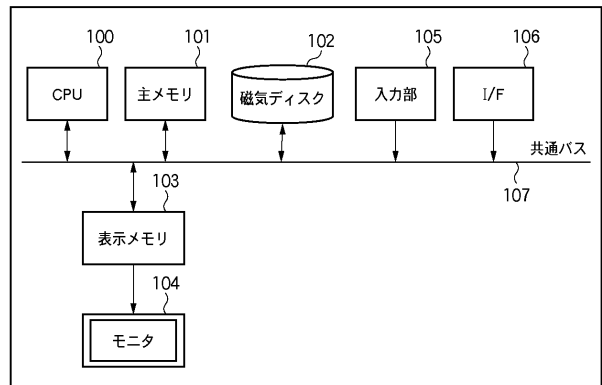 100
101
102
105
106
CPU
主メモリ
磁気ディスク
入力部
I/F
共通バス
107
103
表示メモリ
104
モニタ